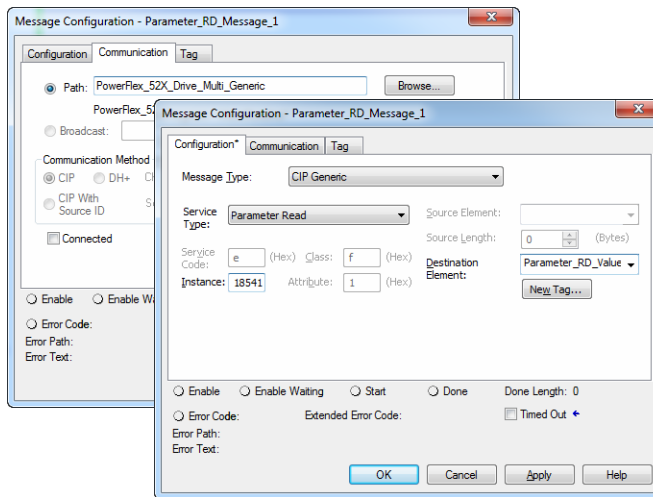 Message Configuration - Parameter_RD_Message_1
Configuration Communication Tag
Path: PowerFlex_52X_Drive_Multi_Generic Browse...
PowerFlex_52
Broadcast:
Communication Method
CIP DH+
CIP With
Source ID
Connected
Enable Enable Wa
Error Code:
Error Path:
Error Text:
Message Configuration - Parameter_RD_Message_1
Configuration* Communication Tag
Message Type: CIP Generic
Service
Type: Parameter Read
Source Element:
Source Length: 0 (Bytes)
Service
Code: e (Hex) Class: f (Hex)
Destination
Element: Parameter_RD_Value
Instance: 18541 Attribute: 1 (Hex)
New Tag...
Enable Enable Waiting Start Done Done Length: 0
Error Code: Extended Error Code: Timed Out
Error Path:
Error Text:
OK Cancel Apply Help